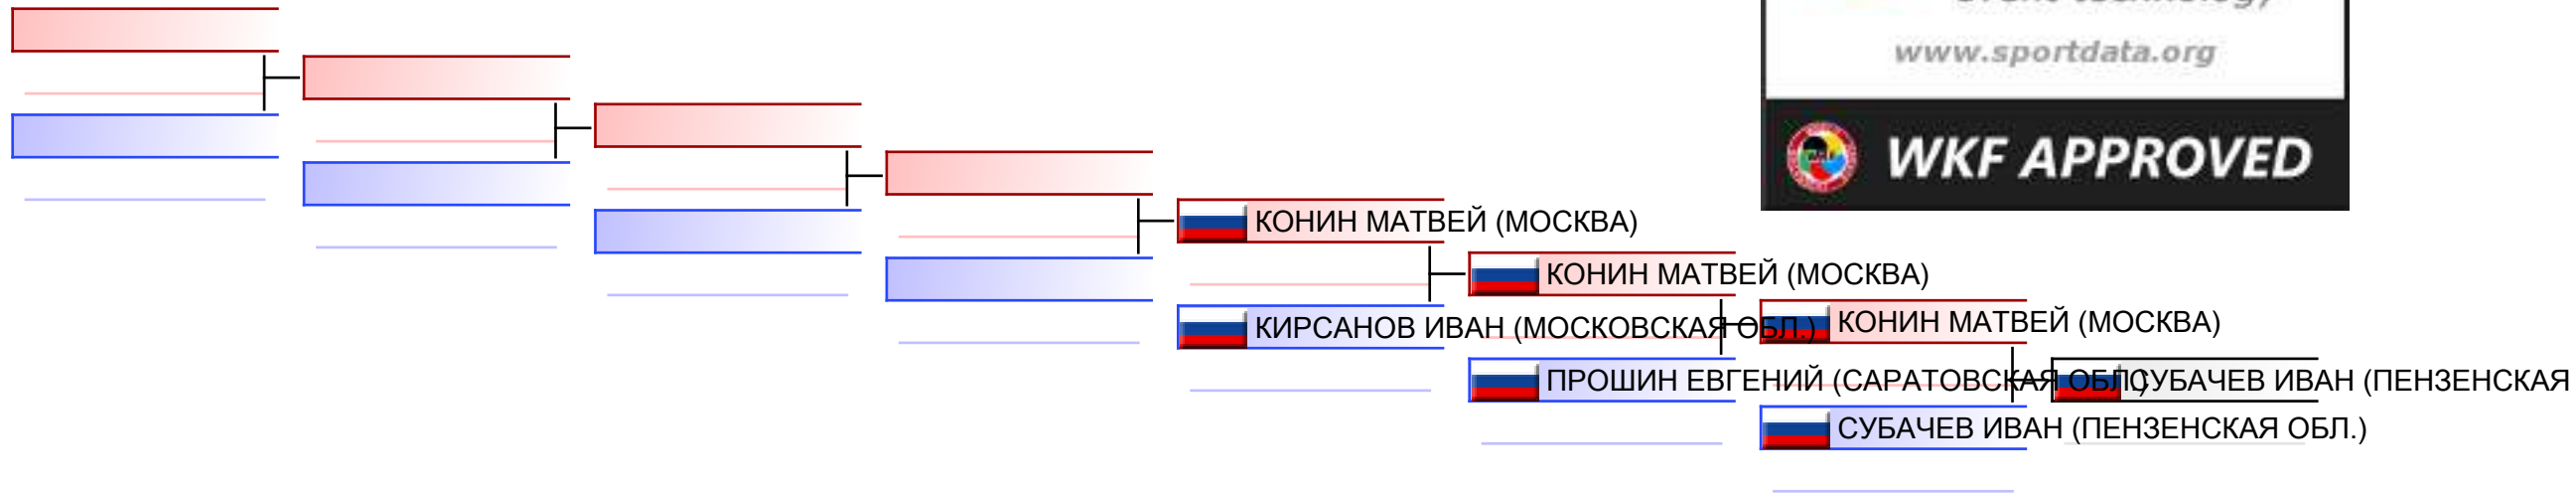 www.sportdata.org
WKF APPROVED
КОНИН МАТВЕЙ (МОСКВА)
КОНИН МАТВЕЙ (МОСКВА)
КИРСАНОВ ИВАН (МОСКОВСКАЯ ОБЛ.)
КОНИН МАТВЕЙ (МОСКВА)
ПРОШИН ЕВГЕНИЙ (САРАТОВСКАЯ ОБЛ.)
СУБАЧЕВ ИВАН (ПЕНЗЕНСКАЯ
СУБАЧЕВ ИВАН (ПЕНЗЕНСКАЯ ОБЛ.)